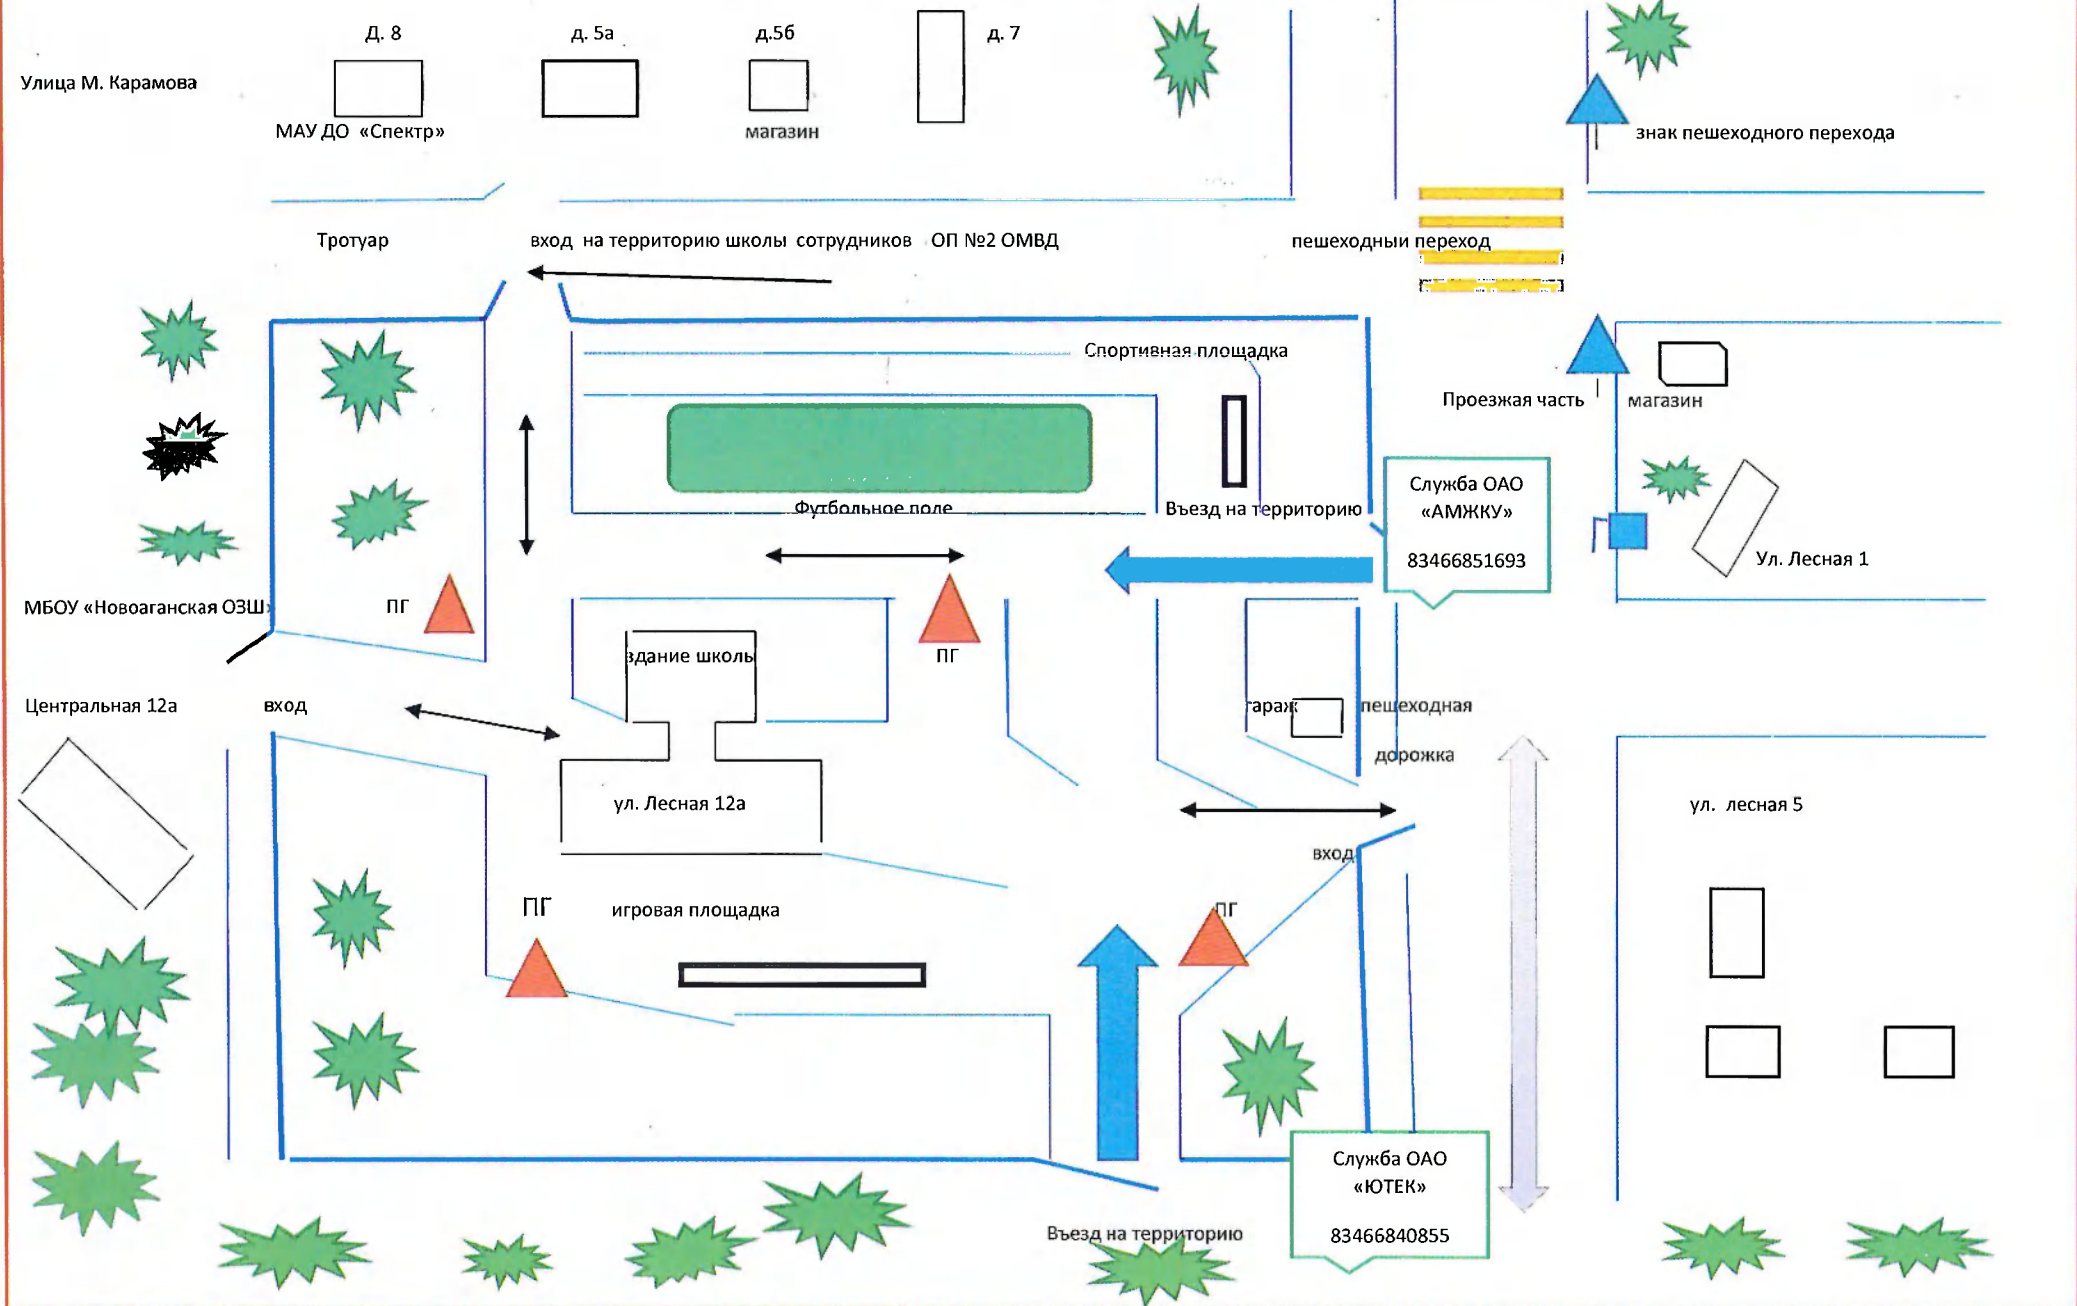 Д. 8
д. 5а
д.5б
д. 7
Улица М. Карамова
МАУ ДО «Спектр»
магазин
знак пешеходного перехода
Тротуар
вход на территорию школы сотрудников ОП №2 ОМВД
пешеходный переход
Спортивная площадка
Проезжая часть
магазин
Служба ОАО
«АМЖКУ»
83466851693
Футбольное поле
Въезд на территорию
Ул. Лесная 1
МБОУ «Новоаганская ОЗШ»
ПГ
здание школы
ПГ
Центральная 12а
вход
гараж
пешеходная
дорожка
ул. Лесная 12а
ул. лесная 5
вход
ПГ
игровая площадка
ПГ
Служба ОАО
«ЮТЕК»
83466840855
Въезд на территорию